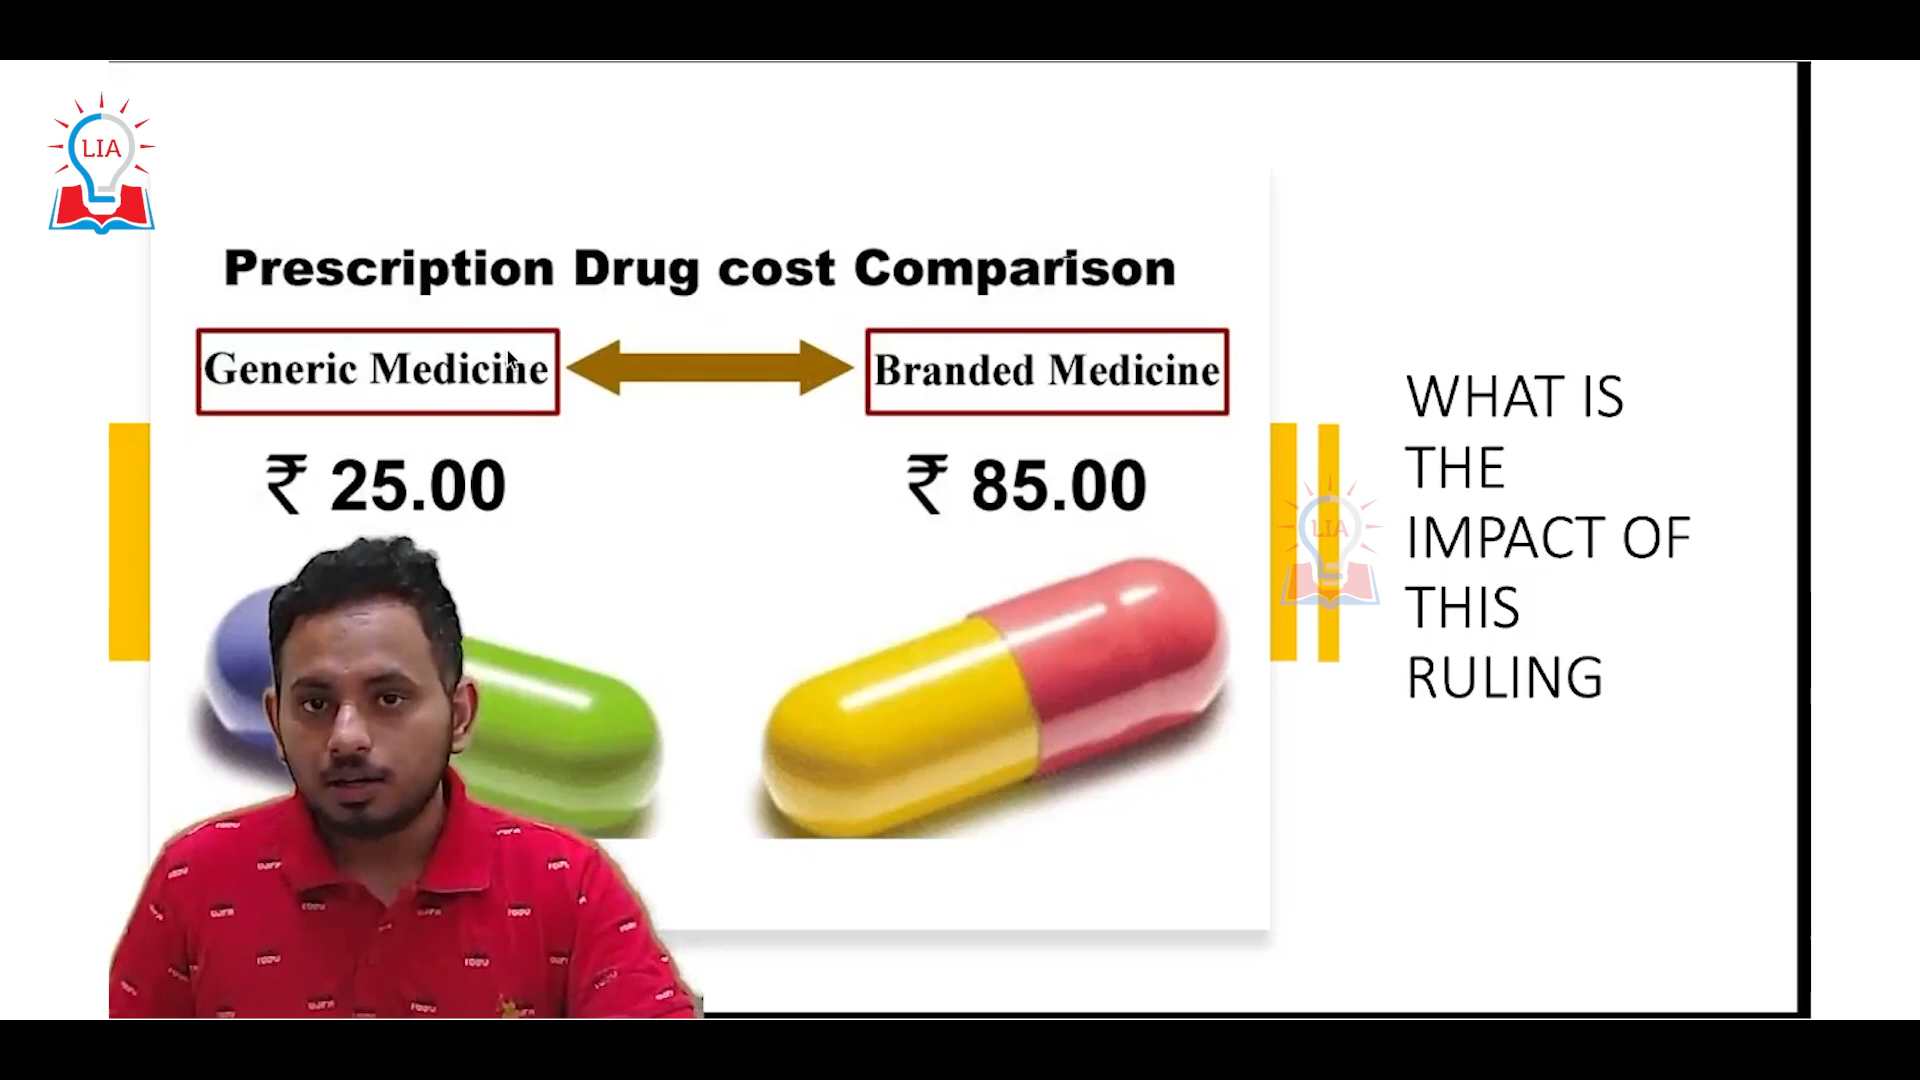 LIA
Prescription Drug cost Comparison
Generic Medicine
Branded Medicine
₹ 25.00
₹ 85.00
LIA
WHAT IS
THE
IMPACT OF
THIS
RULING